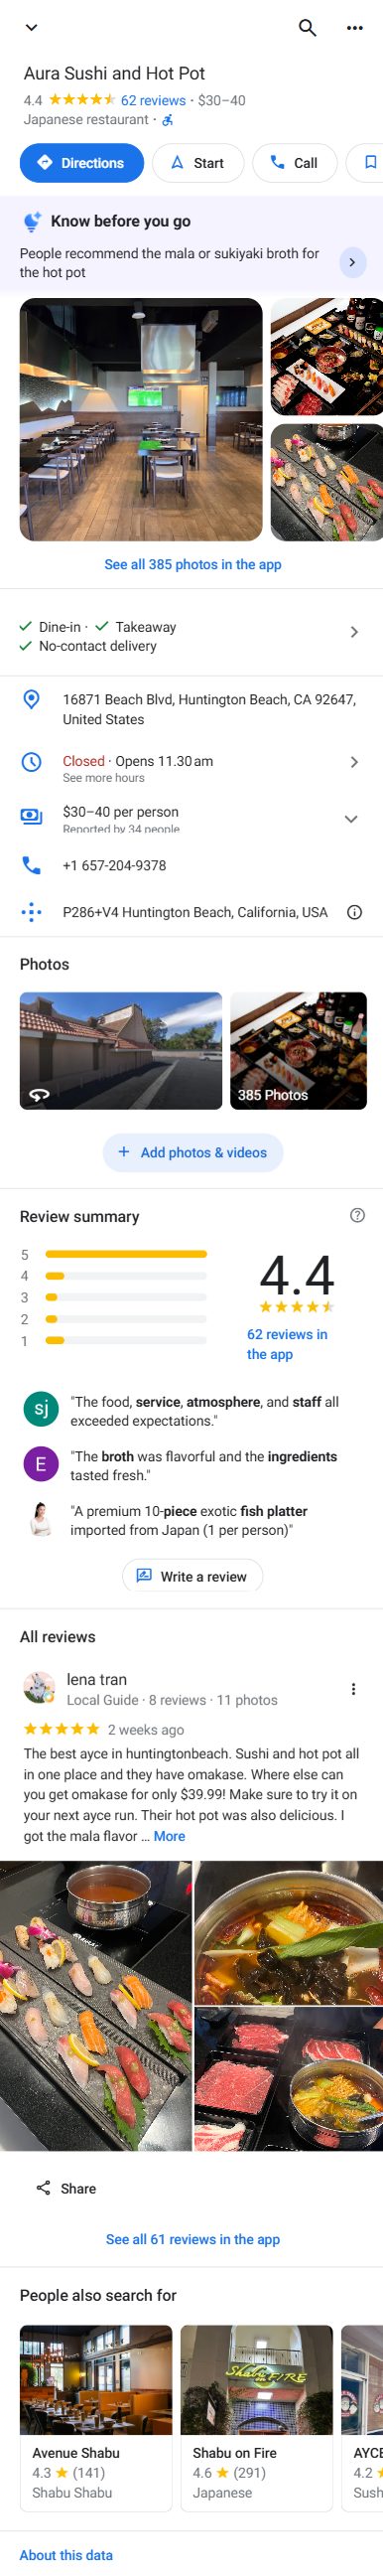 Aura Sushi and Hot Pot
4.4 62 reviews · $30–40
Japanese restaurant ·
Directions Start Call
Know before you go
People recommend the mala or sukiyaki broth for
the hot pot
See all 385 photos in the app
Dine-in · Takeaway
No-contact delivery
16871 Beach Blvd, Huntington Beach, CA 92647,
United States
Closed · Opens 11.30 am
See more hours
$30–40 per person
Reported by 34 people
+1 657-204-9378
P286+V4 Huntington Beach, California, USA
Photos
385 Photos
+ Add photos & videos
Review summary
5
4
3
2
1
4.4
62 reviews in
the app
sj
"The food, service, atmosphere, and staff all
exceeded expectations."
E
"The broth was flavorful and the ingredients
tasted fresh."
"A premium 10-piece exotic fish platter
imported from Japan (1 per person)"
Write a review
All reviews
lena tran
Local Guide · 8 reviews · 11 photos
2 weeks ago
The best ayce in huntingtonbeach. Sushi and hot pot all
in one place and they have omakase. Where else can
you get omakase for only $39.99! Make sure to try it on
your next ayce run. Their hot pot was also delicious. I
got the mala flavor ... More
Share
See all 61 reviews in the app
People also search for
Shabu on FIRE
Avenue Shabu
4.3 (141)
Shabu Shabu
Shabu on Fire
4.6 (291)
Japanese
AYCE
4.2
Sush
About this data